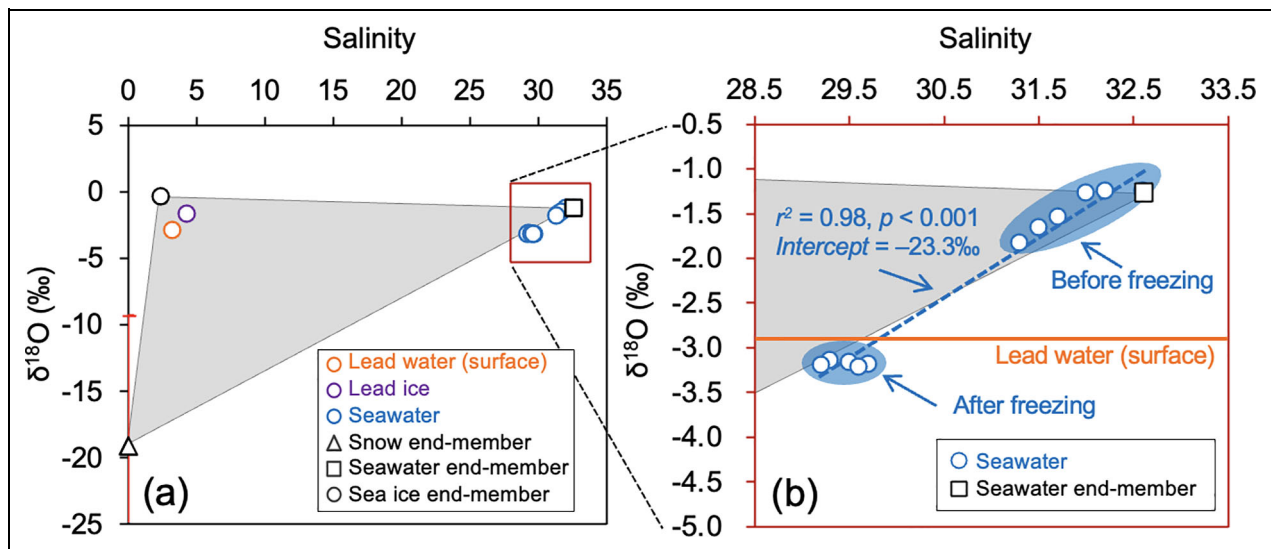 Salinity
0 5 10 15 20 25 30 35
5
0
-5
-10
-15
-20
-25
δ18O (‰)
Lead water (surface)
Lead ice
Seawater
Snow end-member
Seawater end-member
Sea ice end-member
(a)
Salinity
28.5 29.5 30.5 31.5 32.5 33.5
-0.5
-1.0
-1.5
-2.0
-2.5
-3.0
-3.5
-4.0
-4.5
-5.0
δ18O (‰)
r2 = 0.98, p < 0.001
Intercept = –23.3‰
Before freezing
Lead water (surface)
After freezing
Seawater
Seawater end-member
(b)